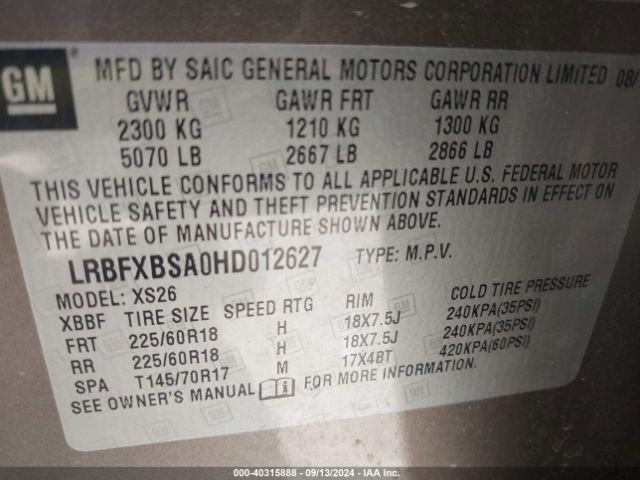 GM ®
MFD BY SAIC GENERAL MOTORS CORPORATION LIMITED 08/
GVWR GAWR FRT GAWR RR
2300 KG 1210 KG 1300 KG
5070 LB 2667 LB 2866 LB
THIS VEHICLE CONFORMS TO ALL APPLICABLE U.S. FEDERAL MOTOR
VEHICLE SAFETY AND THEFT PREVENTION STANDARDS IN EFFECT ON
THE DATE OF MANUFACTURE SHOWN ABOVE.
LRBFXBSA0HD012627 TYPE: M.P.V.
MODEL: XS26
XBBF TIRE SIZE SPEED RTG RIM COLD TIRE PRESSURE
FRT 225/60R18 H 18X7.5J 240KPA(35PSI)
RR 225/60R18 H 18X7.5J 240KPA(35PSI)
SPA T145/70R17 M 17X4BT 420KPA(60PSI)
SEE OWNER'S MANUAL FOR MORE INFORMATION.
000-40315888 - 09/13/2024 - IAA Inc.